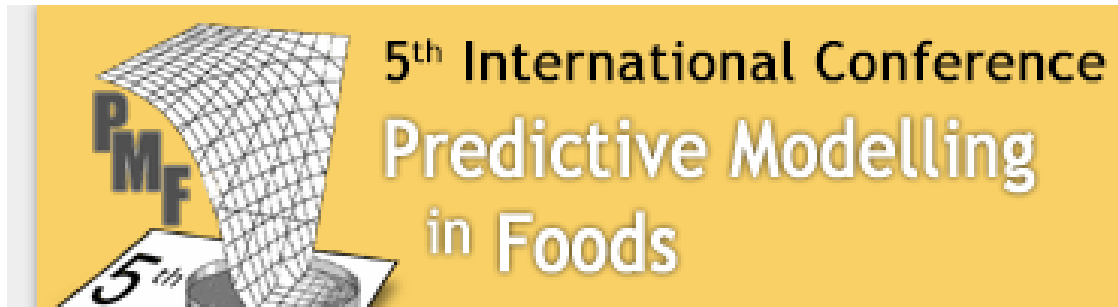 5th International Conference
Predictive Modelling
in Foods
PMF
5th